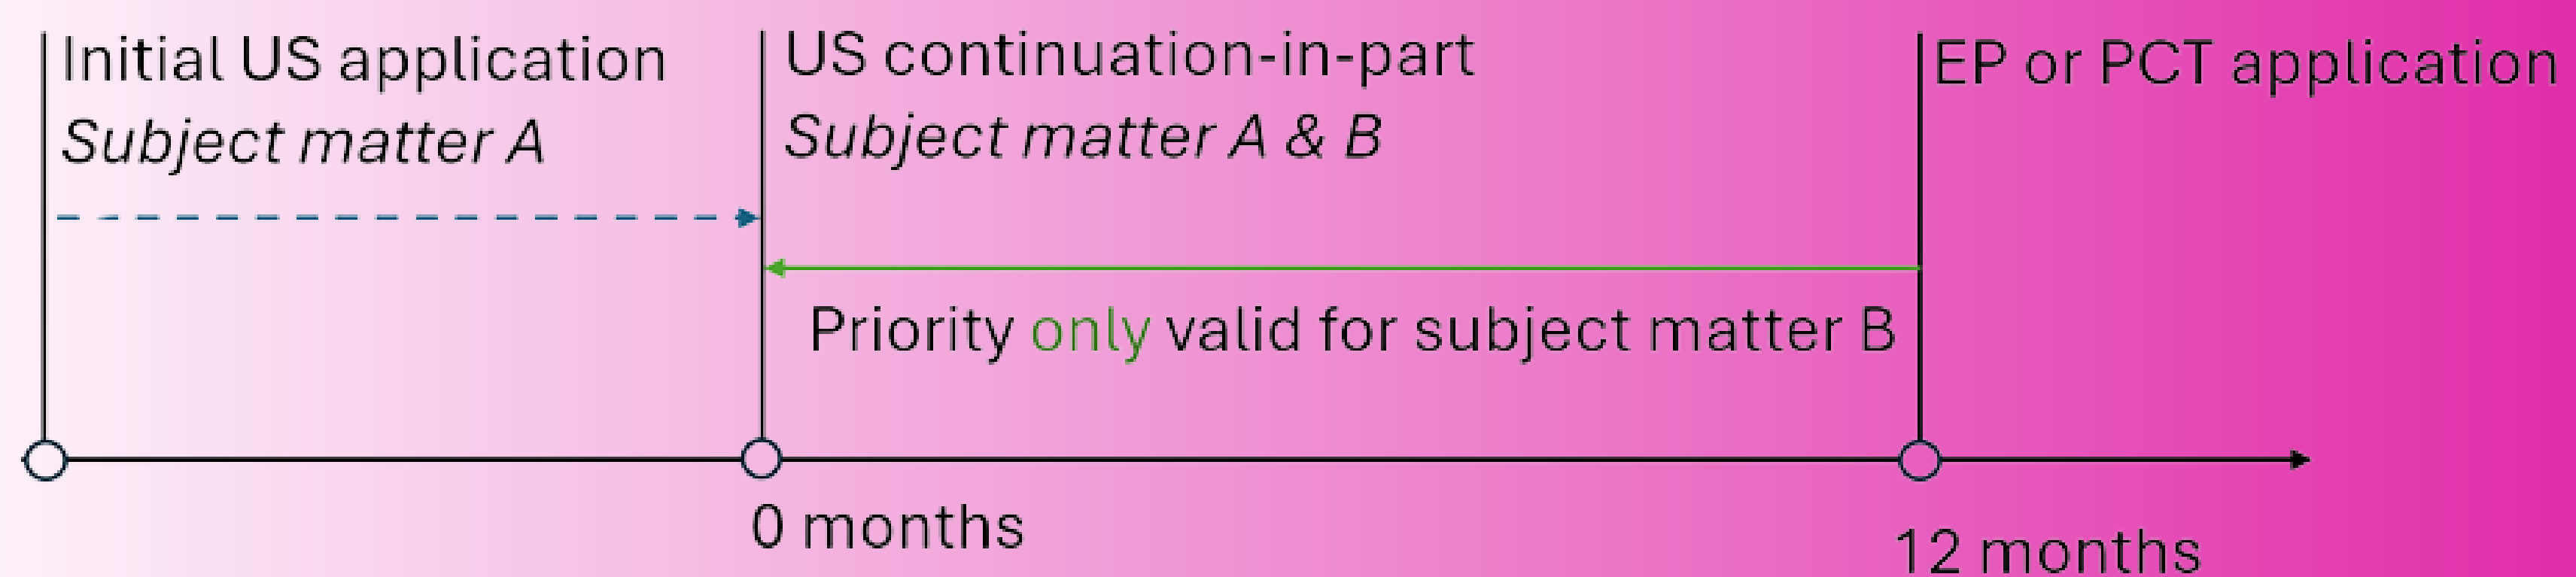 Initial US application
Subject matter A
US continuation-in-part
Subject matter A & B
EP or PCT application
Priority only valid for subject matter B
0 months
12 months